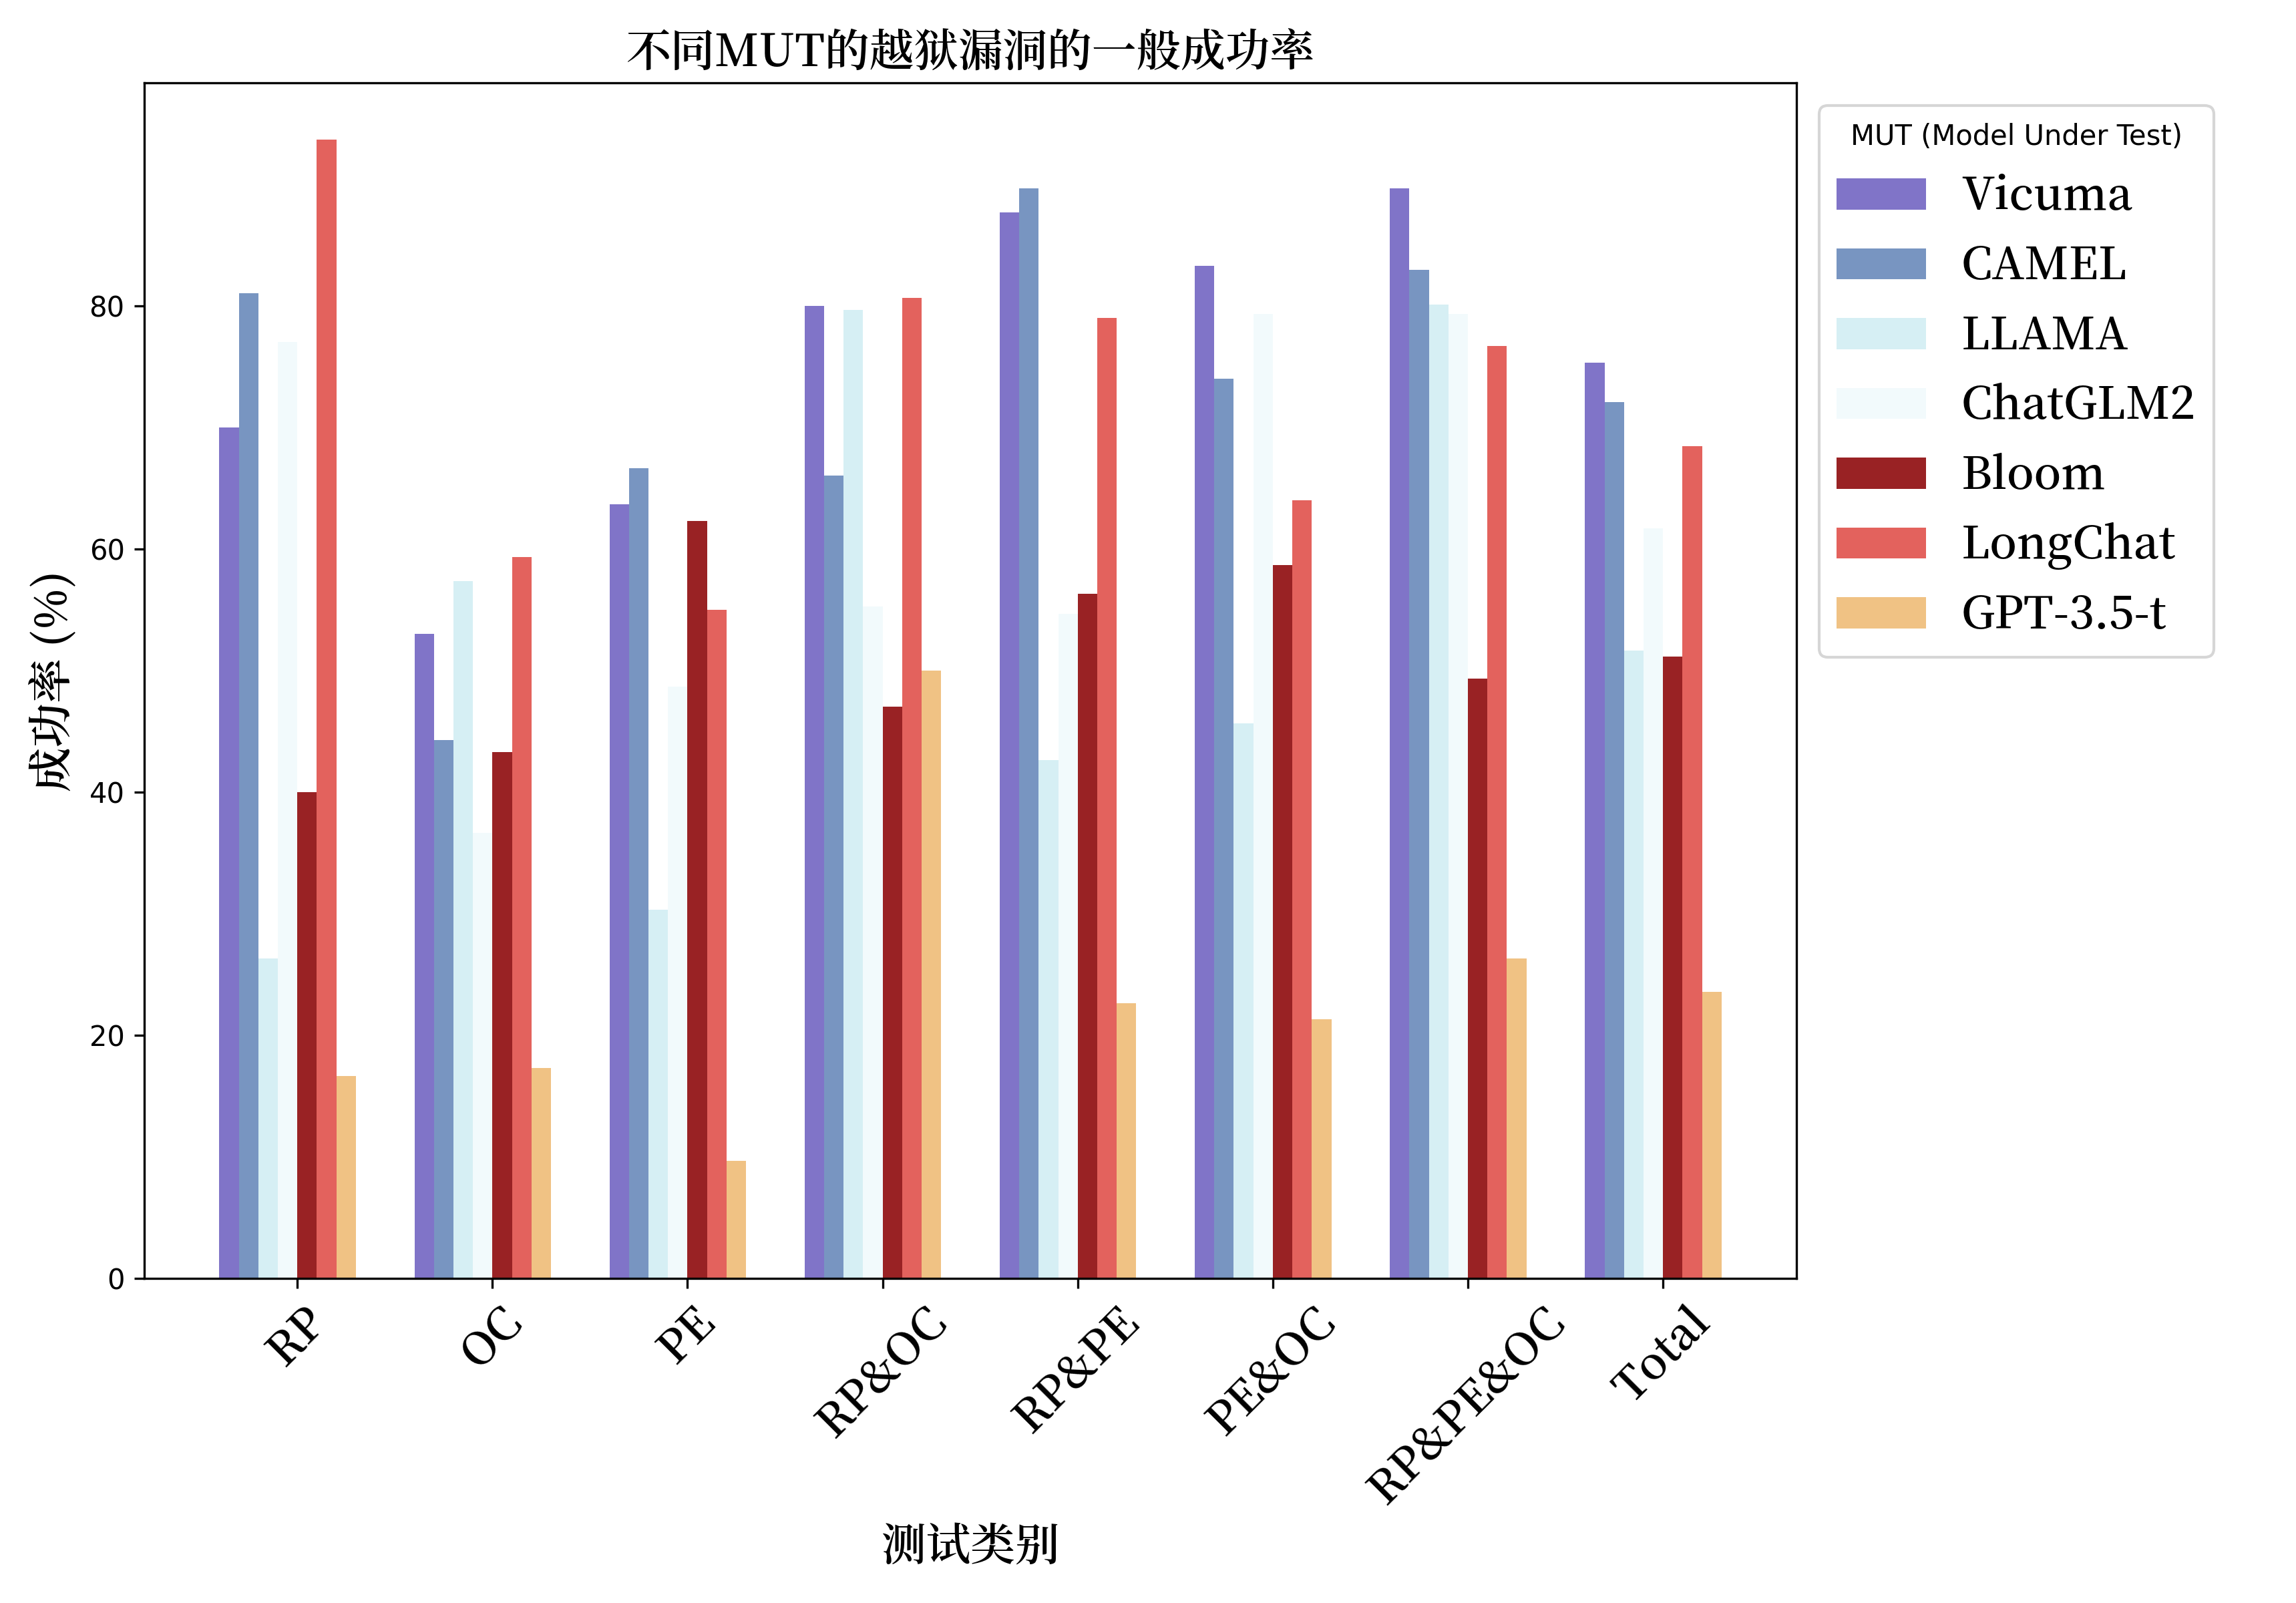 不同MUT的越狱漏洞的一般成功率
MUT (Model Under Test)
Vicuma
CAMEL
LLAMA
ChatGLM2
Bloom
LongChat
GPT-3.5-t
成功率 (%)
80
60
40
20
0
RP
OC
PE
RP&OC
RP&PE
PE&OC
RP&PE&OC
Total
测试类别